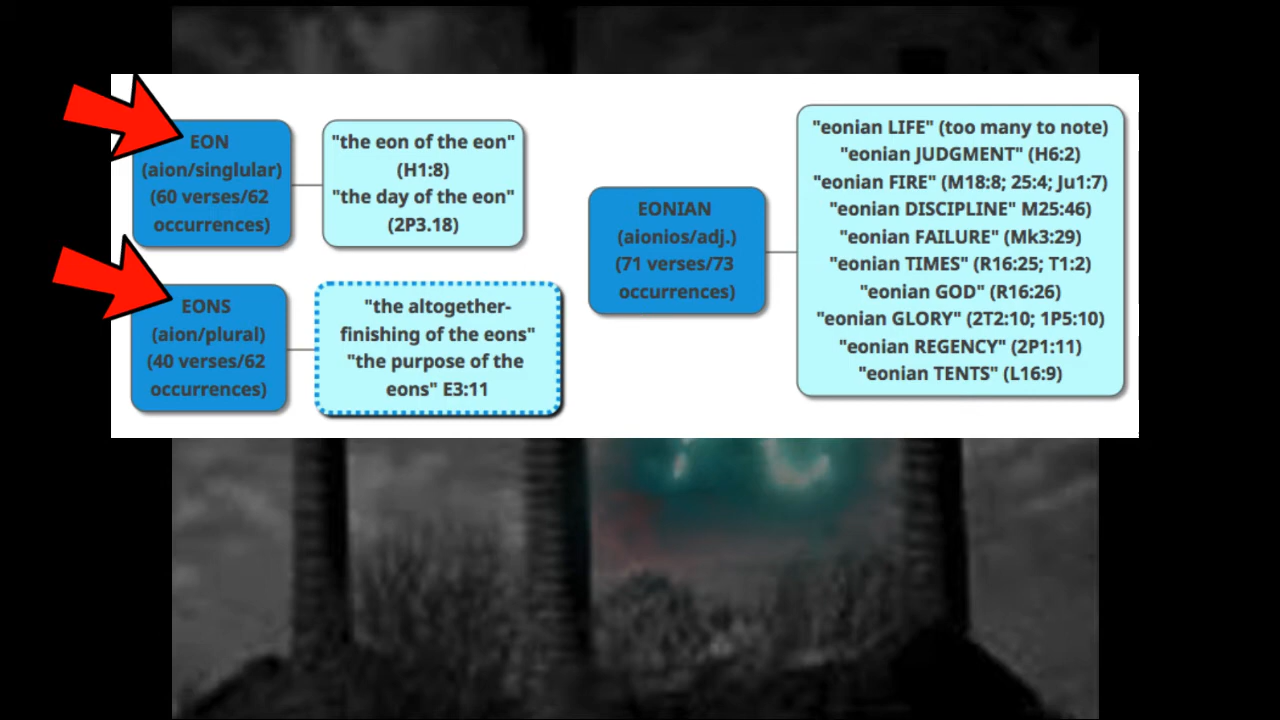 EON
(aion/singlular)
(60 verses/62
occurrences)
"the eon of the eon"
(H1:8)
"the day of the eon"
(2P3.18)
EONS
(aion/plural)
(40 verses/62
occurrences)
"the altogether-
finishing of the eons"
"the purpose of the
eons" E3:11
EONIAN
(aionios/adj.)
(71 verses/73
occurrences)
"eonian LIFE" (too many to note)
"eonian JUDGMENT" (H6:2)
"eonian FIRE" (M18:8; 25:4; Ju1:7)
"eonian DISCIPLINE" M25:46)
"eonian FAILURE" (Mk3:29)
"eonian TIMES" (R16:25; T1:2)
"eonian GOD" (R16:26)
"eonian GLORY" (2T2:10; 1P5:10)
"eonian REGENCY" (2P1:11)
"eonian TENTS" (L16:9)